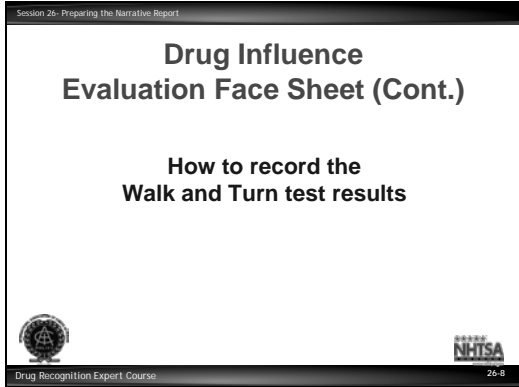 Session 26- Preparing the Narrative Report
Drug Influence
Evaluation Face Sheet (Cont.)
How to record the
Walk and Turn test results
NHTSA
Drug Recognition Expert Course
26-8